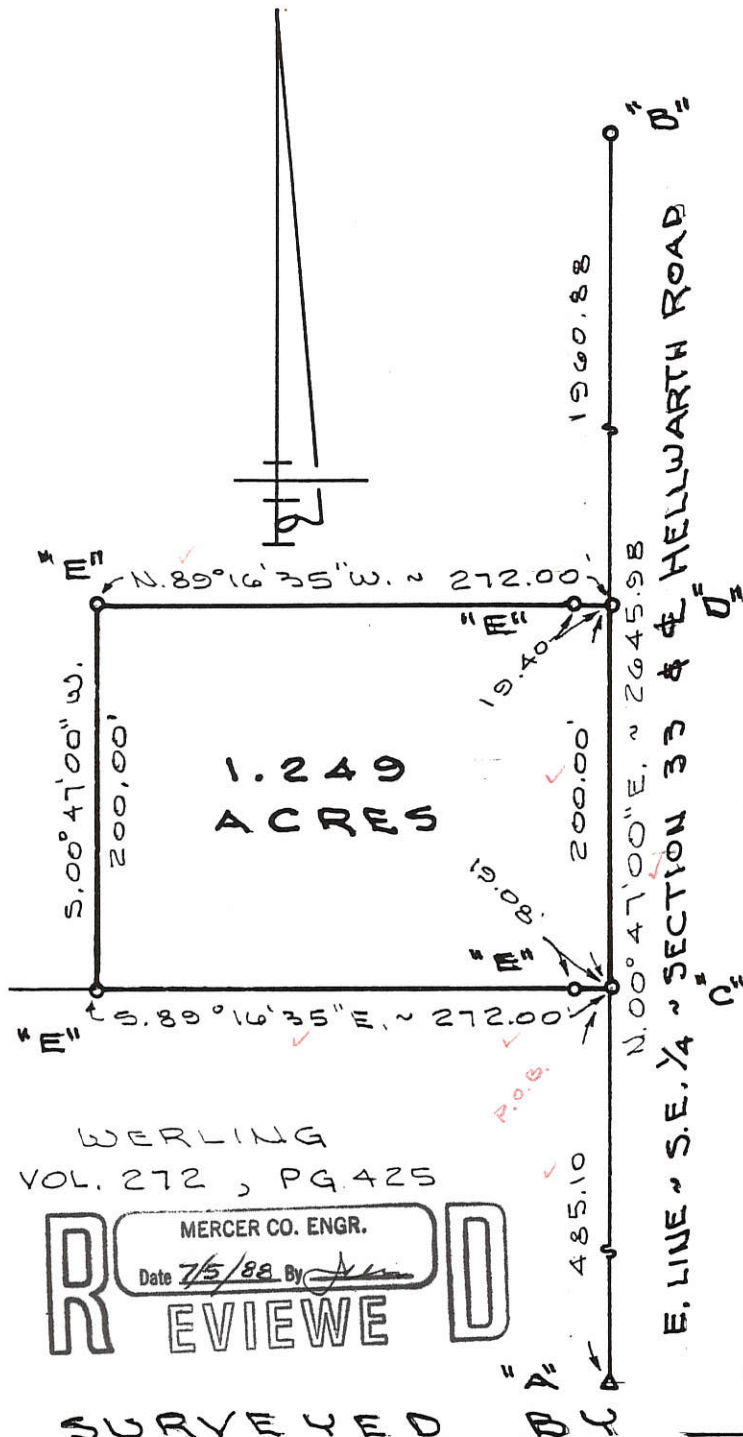 "B"
1960.88
HELLWARTH ROAD
"E"
N.89°16'35"W. ~ 272.00'
"E"
"D"
19.40
S.00°47'00"W.
200.00'
1.249
ACRES
200.00'
N.00°47'00"E. ~ 2645.98
E. LINE ~ S.E. 1/4 ~ SECTION 33 & ℄
19.08'
"E"
"C"
"E"
S.89°16'35"E. ~ 272.00'
P.O.B.
WERLING
VOL. 272, PG. 425
485.10
MERCER CO. ENGR.
Date 7/5/88 By
REVIEWED
"A"
SURVEYED BY